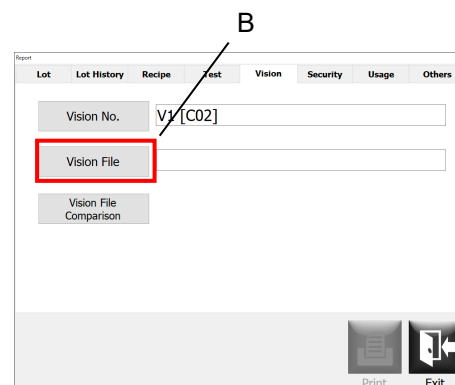 B
Report
Lot Lot History Recipe Test Vision Security Usage Others
Vision No. V1 [C02]
Vision File
Vision File
Comparison
Print Exit